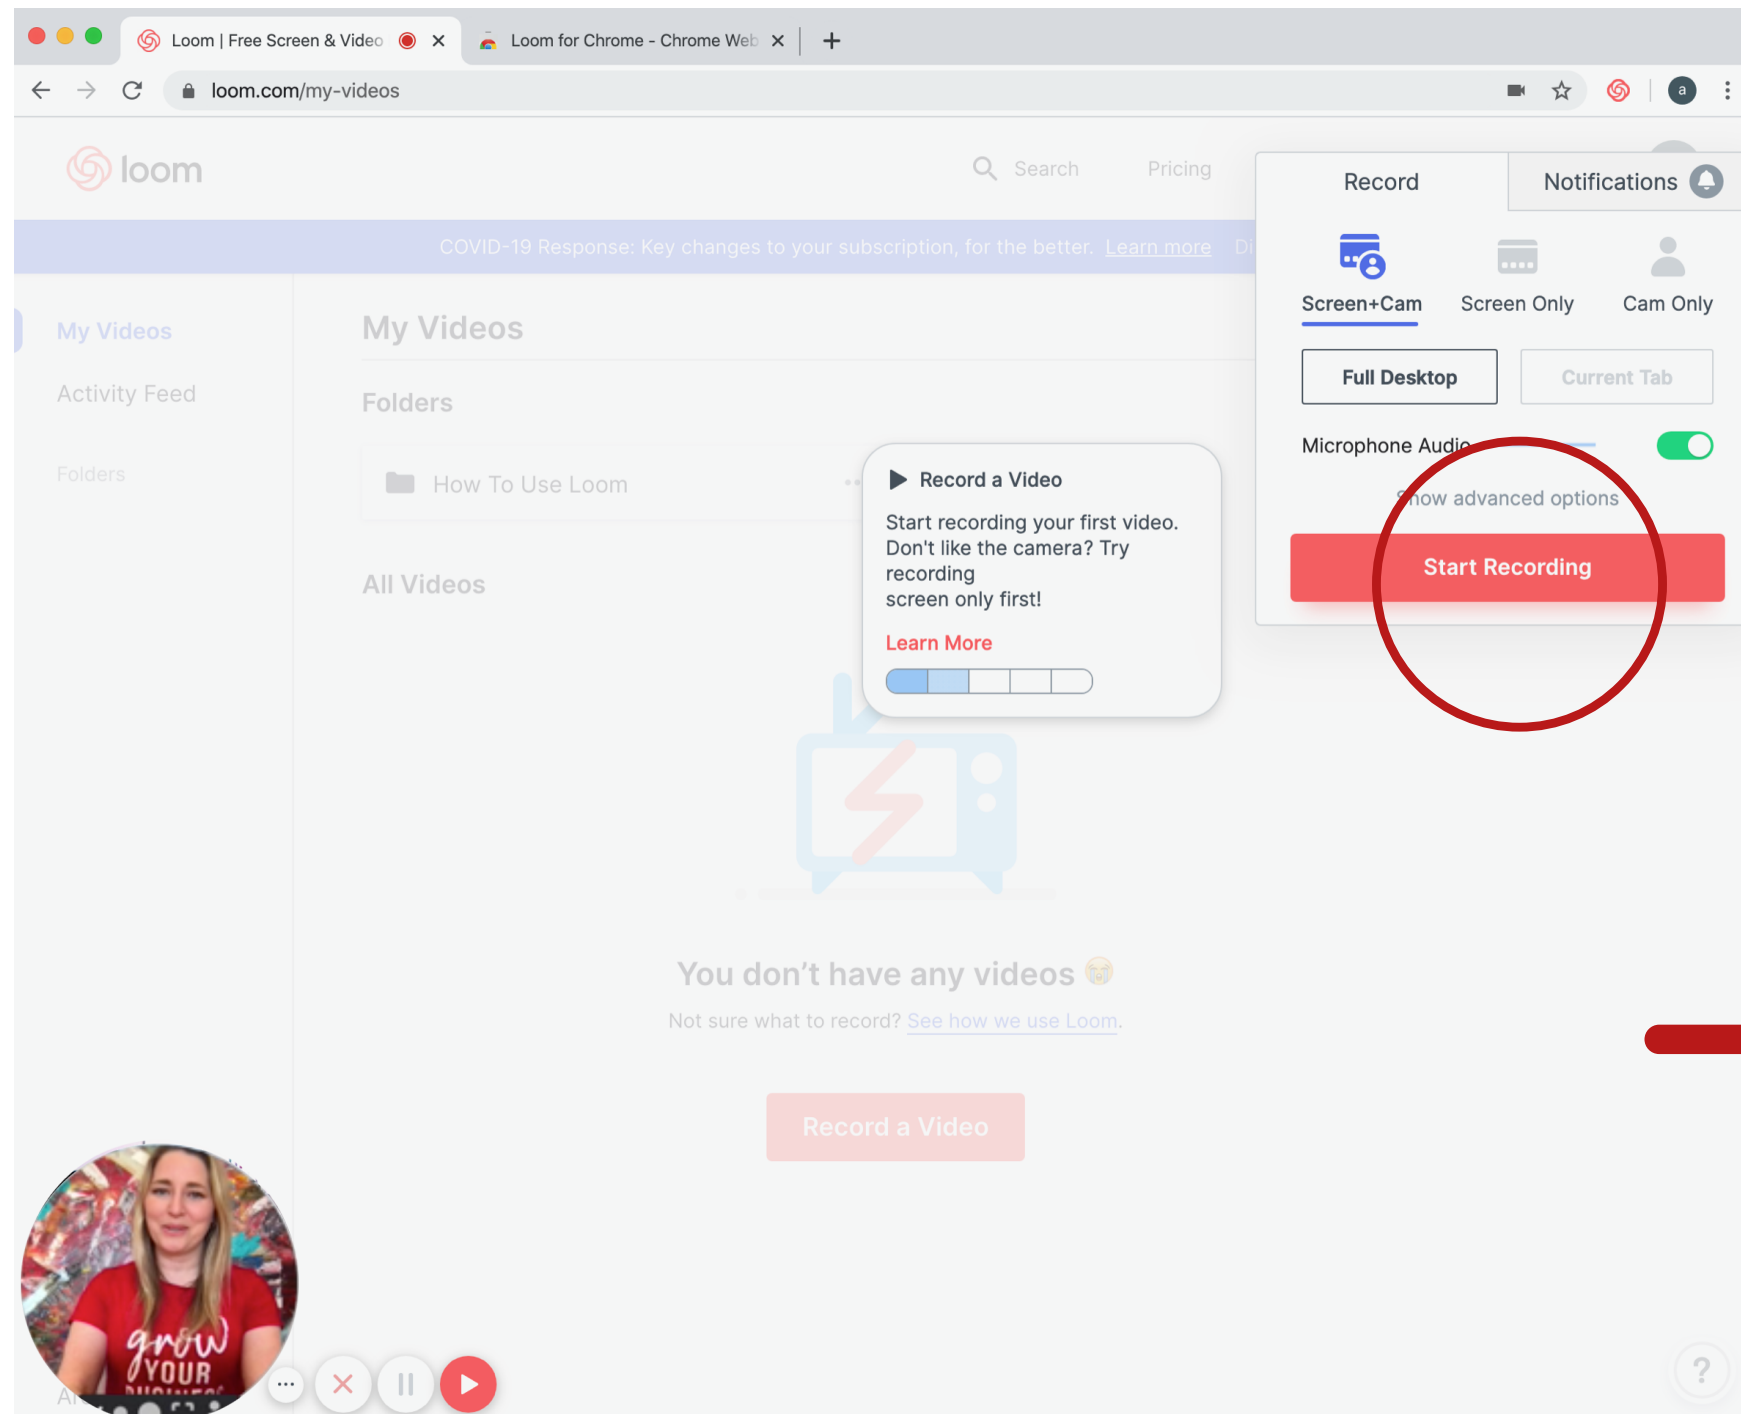 Loom | Free Screen & Video
Loom for Chrome - Chrome Web
loom.com/my-videos
a
loom
Search
Pricing
COVID-19 Response: Key changes to your subscription, for the better. Learn more
My Videos
Activity Feed
Folders
My Videos
Folders
How To Use Loom
All Videos
Record a Video
Start recording your first video.
Don't like the camera? Try
recording
screen only first!
Learn More
Record
Notifications
Screen+Cam
Screen Only
Cam Only
Full Desktop
Current Tab
Microphone Audio
Show advanced options
Start Recording
You don’t have any videos 😭
Not sure what to record? See how we use Loom.
Record a Video
grow
YOUR
BUSINESS
?